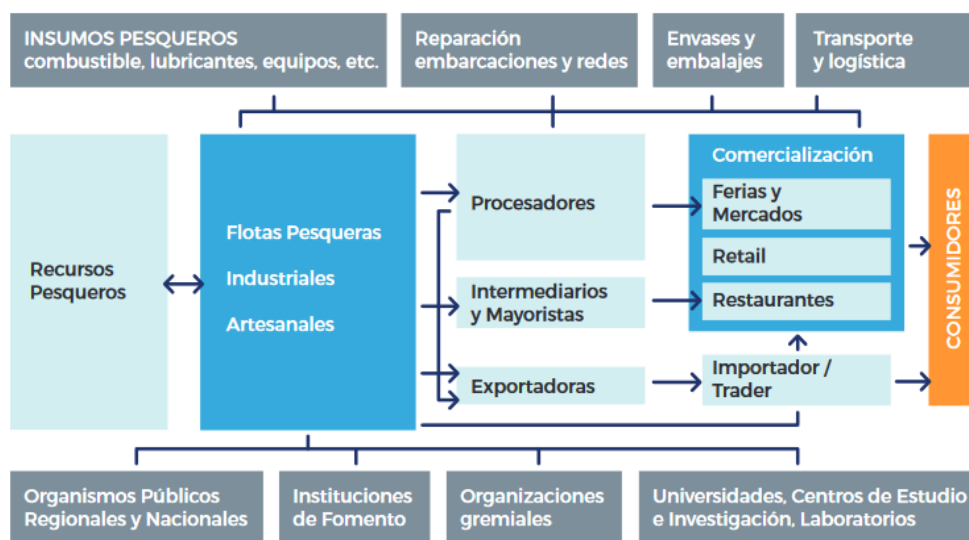 INSUMOS PESQUEROS
combustible, lubricantes, equipos, etc.
Reparación
embarcaciones y redes
Envases y
embalajes
Transporte
y logística
Recursos
Pesqueros
Flotas Pesqueras
Industriales
Artesanales
Procesadores
Intermediarios
y Mayoristas
Exportadoras
Comercialización
Ferias y
Mercados
Retail
Restaurantes
Importador /
Trader
CONSUMIDORES
Organismos Públicos
Regionales y Nacionales
Instituciones
de Fomento
Organizaciones
gremiales
Universidades, Centros de Estudio
e Investigación, Laboratorios